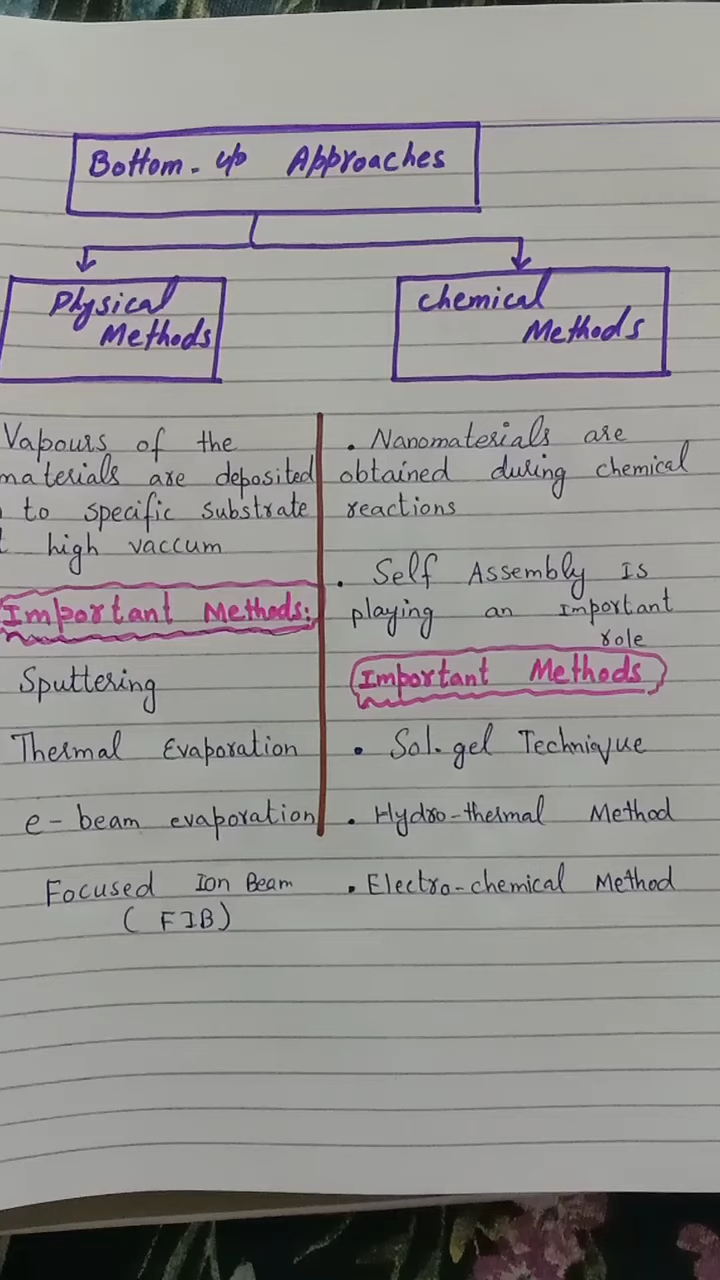 Bottom-up Approaches
Physical
Methods
Chemical
Methods
Vapours of the
materials are deposited
to specific substrate
high vaccum
Important Methods:
Sputtering
Thermal Evaporation
e-beam evaporation
Focused Ion Beam
(FIB)
. Nanomaterials are
obtained during chemical
reactions
. Self Assembly is
playing an important
role
Important Methods
• Sol-gel Technique
. Hydro-thermal Method
. Electro-chemical Method